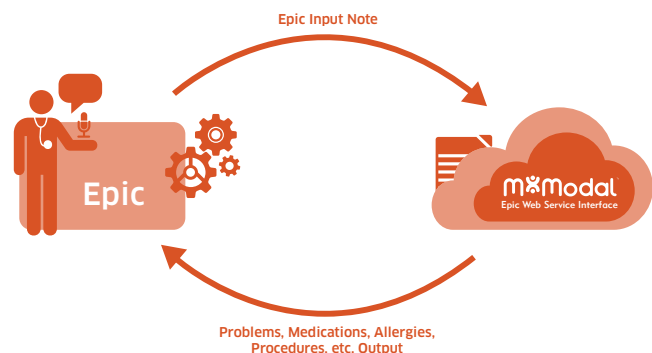 Epic Input Note
Epic
M*Modal
Epic Web Service Interface
Problems, Medications, Allergies,
Procedures, etc. Output